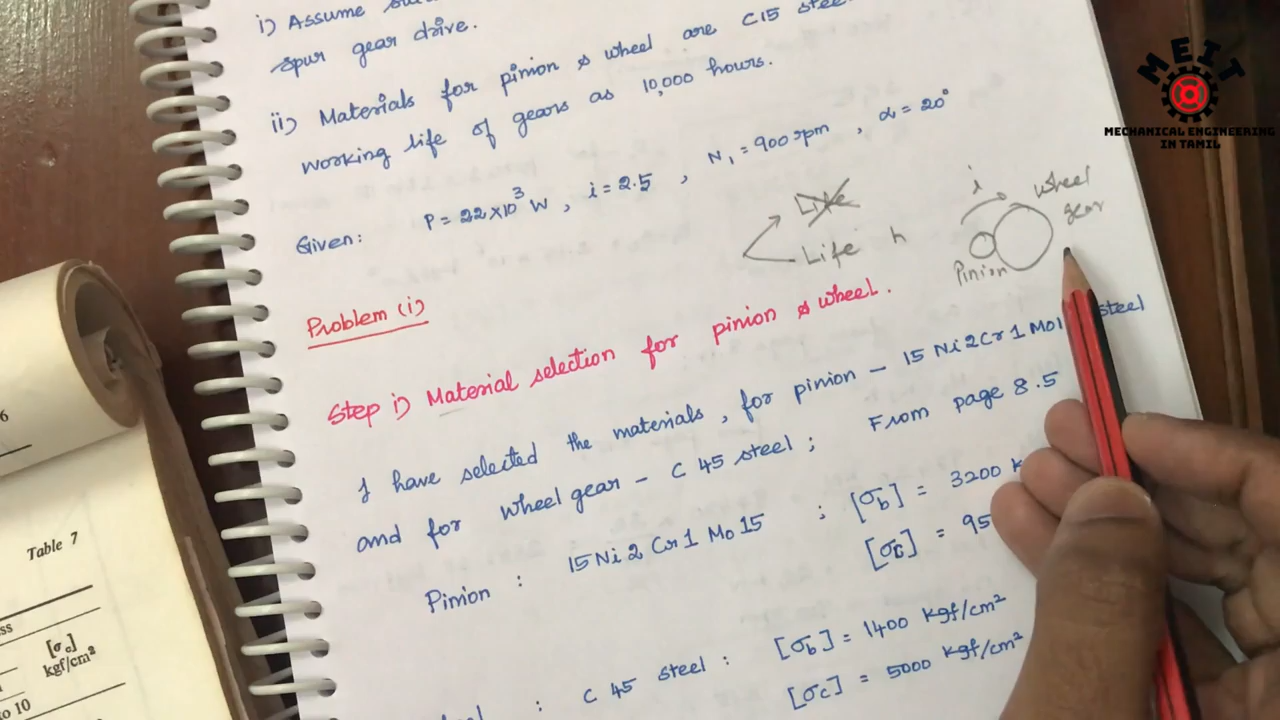 i) Assume
spur gear drive.
ii) Materials for pinion & wheel are C15 steel
working life of gears as 10,000 hours.
Given: P = 22×10³ W, i = 2.5, N₁ = 900 rpm, α = 20°
Life
Life h
i
wheel
gear
Pinion
Problem (i)
Step i) Material selection for pinion & wheel.
I have selected the materials, for pinion – 15 Ni 2 Cr 1 Mo 1 steel
and for wheel gear – C 45 steel; From page 8.5
Pinion : 15 Ni 2 Cr 1 Mo 15 ; [σb] = 3200 k
[σc] = 95
: C 45 steel : [σb] = 1400 kgf/cm²
[σc] = 5000 kgf/cm²
6
Table 7
ss
[σc]
kgf/cm²
to 10
MEIT
MECHANICAL ENGINEERING
IN TAMIL